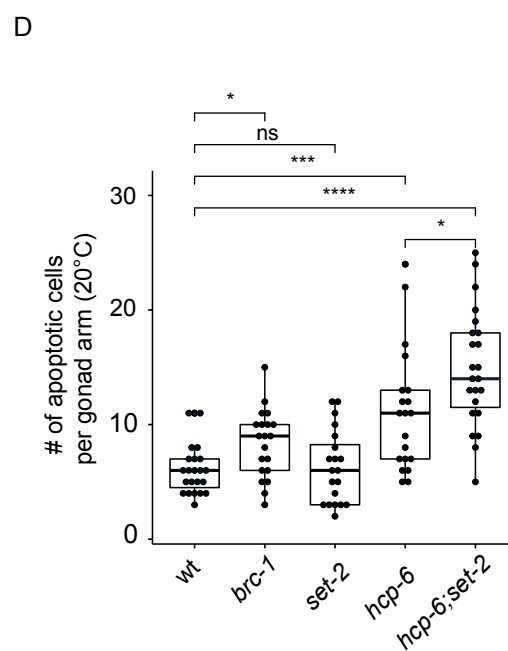 D
*
ns
***
****
*
# of apoptotic cells
per gonad arm (20°C)
30
20
10
0
wt
brc-1
set-2
hcp-6
hcp-6;set-2